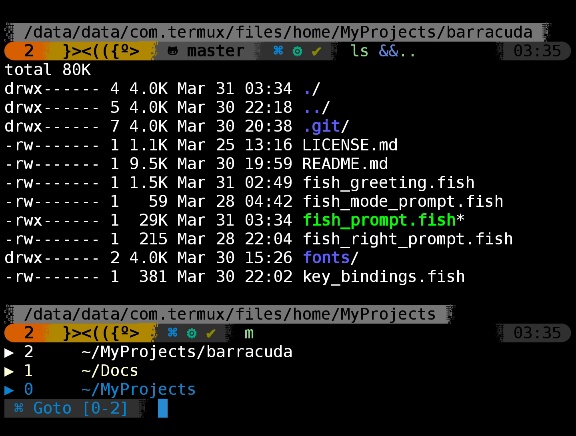 /data/data/com.termux/files/home/MyProjects/barracuda
2 }><(({º> master ⌘ ⚙ ✔ ls &&.. 03:35
total 80K
drwx------ 4 4.0K Mar 31 03:34 ./
drwx------ 5 4.0K Mar 30 22:18 ../
drwx------ 7 4.0K Mar 30 20:38 .git/
-rw------- 1 1.1K Mar 25 13:16 LICENSE.md
-rw------- 1 9.5K Mar 30 19:59 README.md
-rw------- 1 1.5K Mar 31 02:49 fish_greeting.fish
-rw------- 1 59 Mar 28 04:42 fish_mode_prompt.fish
-rwx------ 1 29K Mar 31 03:34 fish_prompt.fish*
-rw------- 1 215 Mar 28 22:04 fish_right_prompt.fish
drwx------ 2 4.0K Mar 30 15:26 fonts/
-rw------- 1 381 Mar 30 22:02 key_bindings.fish
/data/data/com.termux/files/home/MyProjects
2 }><(({º> ⌘ ⚙ ✔ m 03:35
▶ 2 ~/MyProjects/barracuda
▶ 1 ~/Docs
▶ 0 ~/MyProjects
⌘ Goto [0-2]